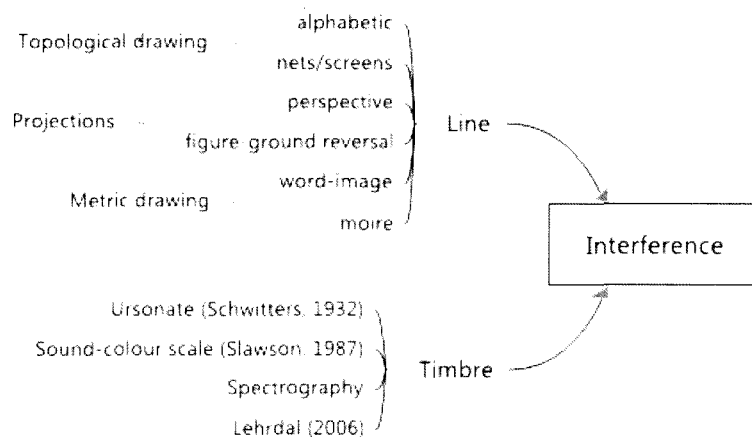 alphabetic
Topological drawing
nets/screens
perspective
Projections
figure-ground reversal
Line
word-image
Metric drawing
moire
Interference
Ursonate (Schwitters, 1932)
Sound-colour scale (Slawson, 1987)
Timbre
Spectrography
Lehrdal (2006)